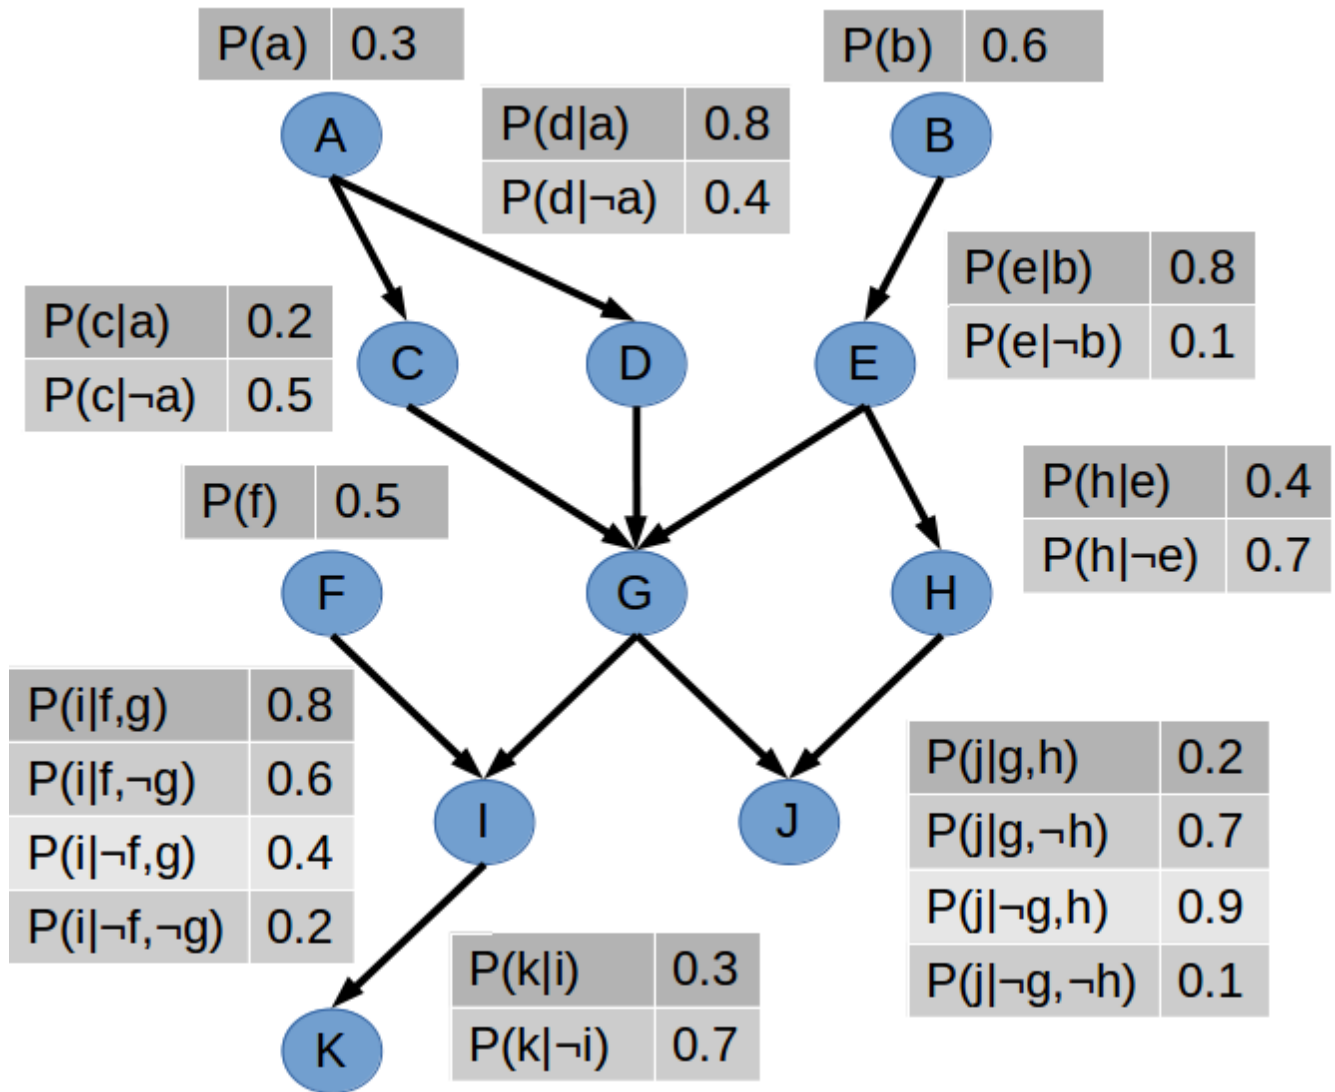 P(a) 0.3
P(b) 0.6
A
P(d|a) 0.8
P(d|¬a) 0.4
B
P(e|b) 0.8
P(e|¬b) 0.1
P(c|a) 0.2
P(c|¬a) 0.5
C
D
E
P(f) 0.5
P(h|e) 0.4
P(h|¬e) 0.7
F
G
H
P(i|f,g) 0.8
P(i|f,¬g) 0.6
P(i|¬f,g) 0.4
P(i|¬f,¬g) 0.2
I
J
P(j|g,h) 0.2
P(j|g,¬h) 0.7
P(j|¬g,h) 0.9
P(j|¬g,¬h) 0.1
P(k|i) 0.3
P(k|¬i) 0.7
K